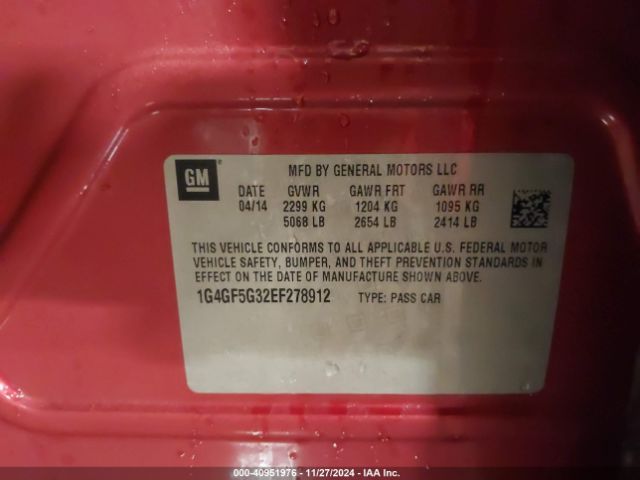 GM
MFD BY GENERAL MOTORS LLC
DATE GVWR GAWR FRT GAWR RR
04/14 2299 KG 1204 KG 1095 KG
5068 LB 2654 LB 2414 LB
THIS VEHICLE CONFORMS TO ALL APPLICABLE U.S. FEDERAL MOTOR
VEHICLE SAFETY, BUMPER, AND THEFT PREVENTION STANDARDS IN
EFFECT ON THE DATE OF MANUFACTURE SHOWN ABOVE.
1G4GF5G32EF278912 TYPE: PASS CAR
000-40951976 - 11/27/2024 - IAA Inc.